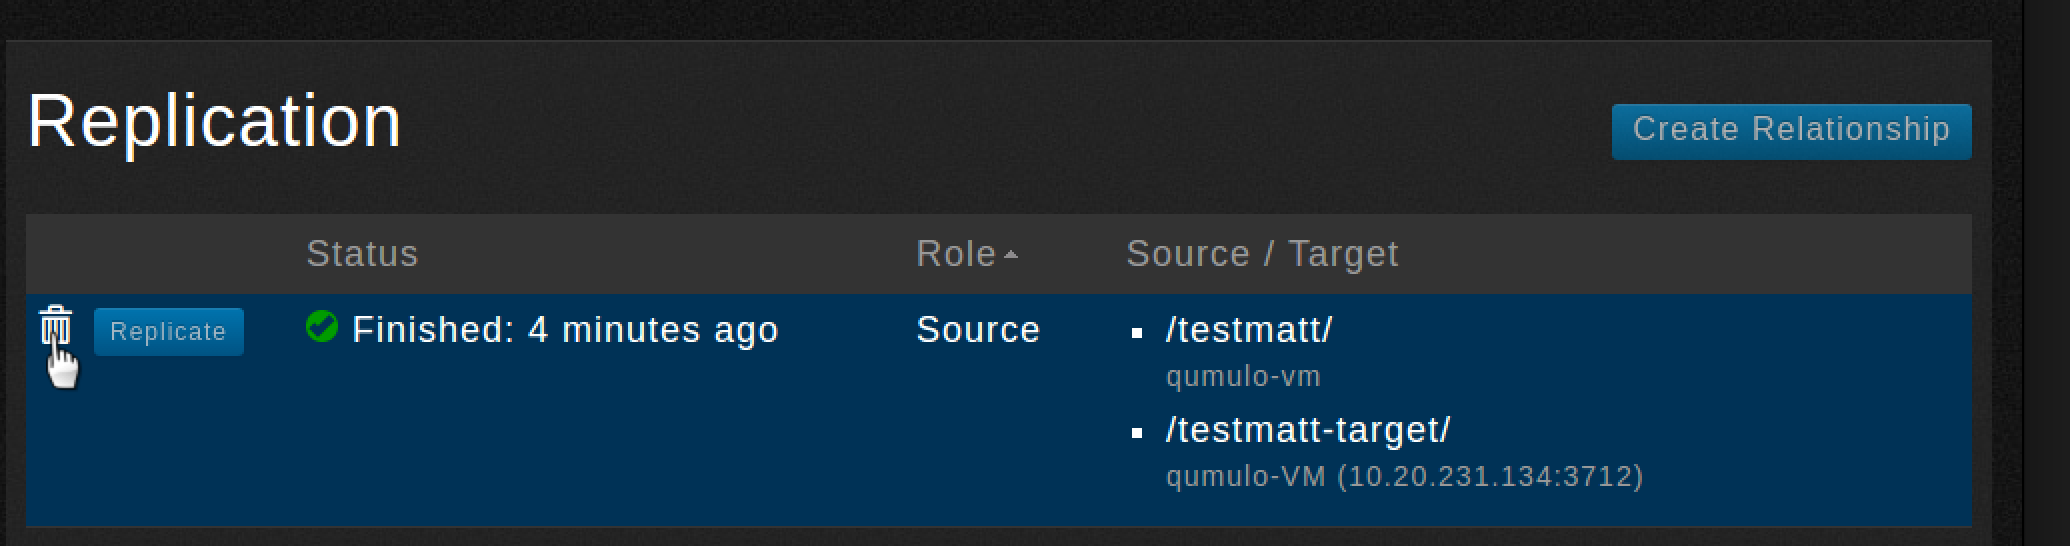 Replication
Create Relationship
Status Role Source / Target
Replicate Finished: 4 minutes ago Source /testmatt/
qumulo-vm
/testmatt-target/
qumulo-VM (10.20.231.134:3712)